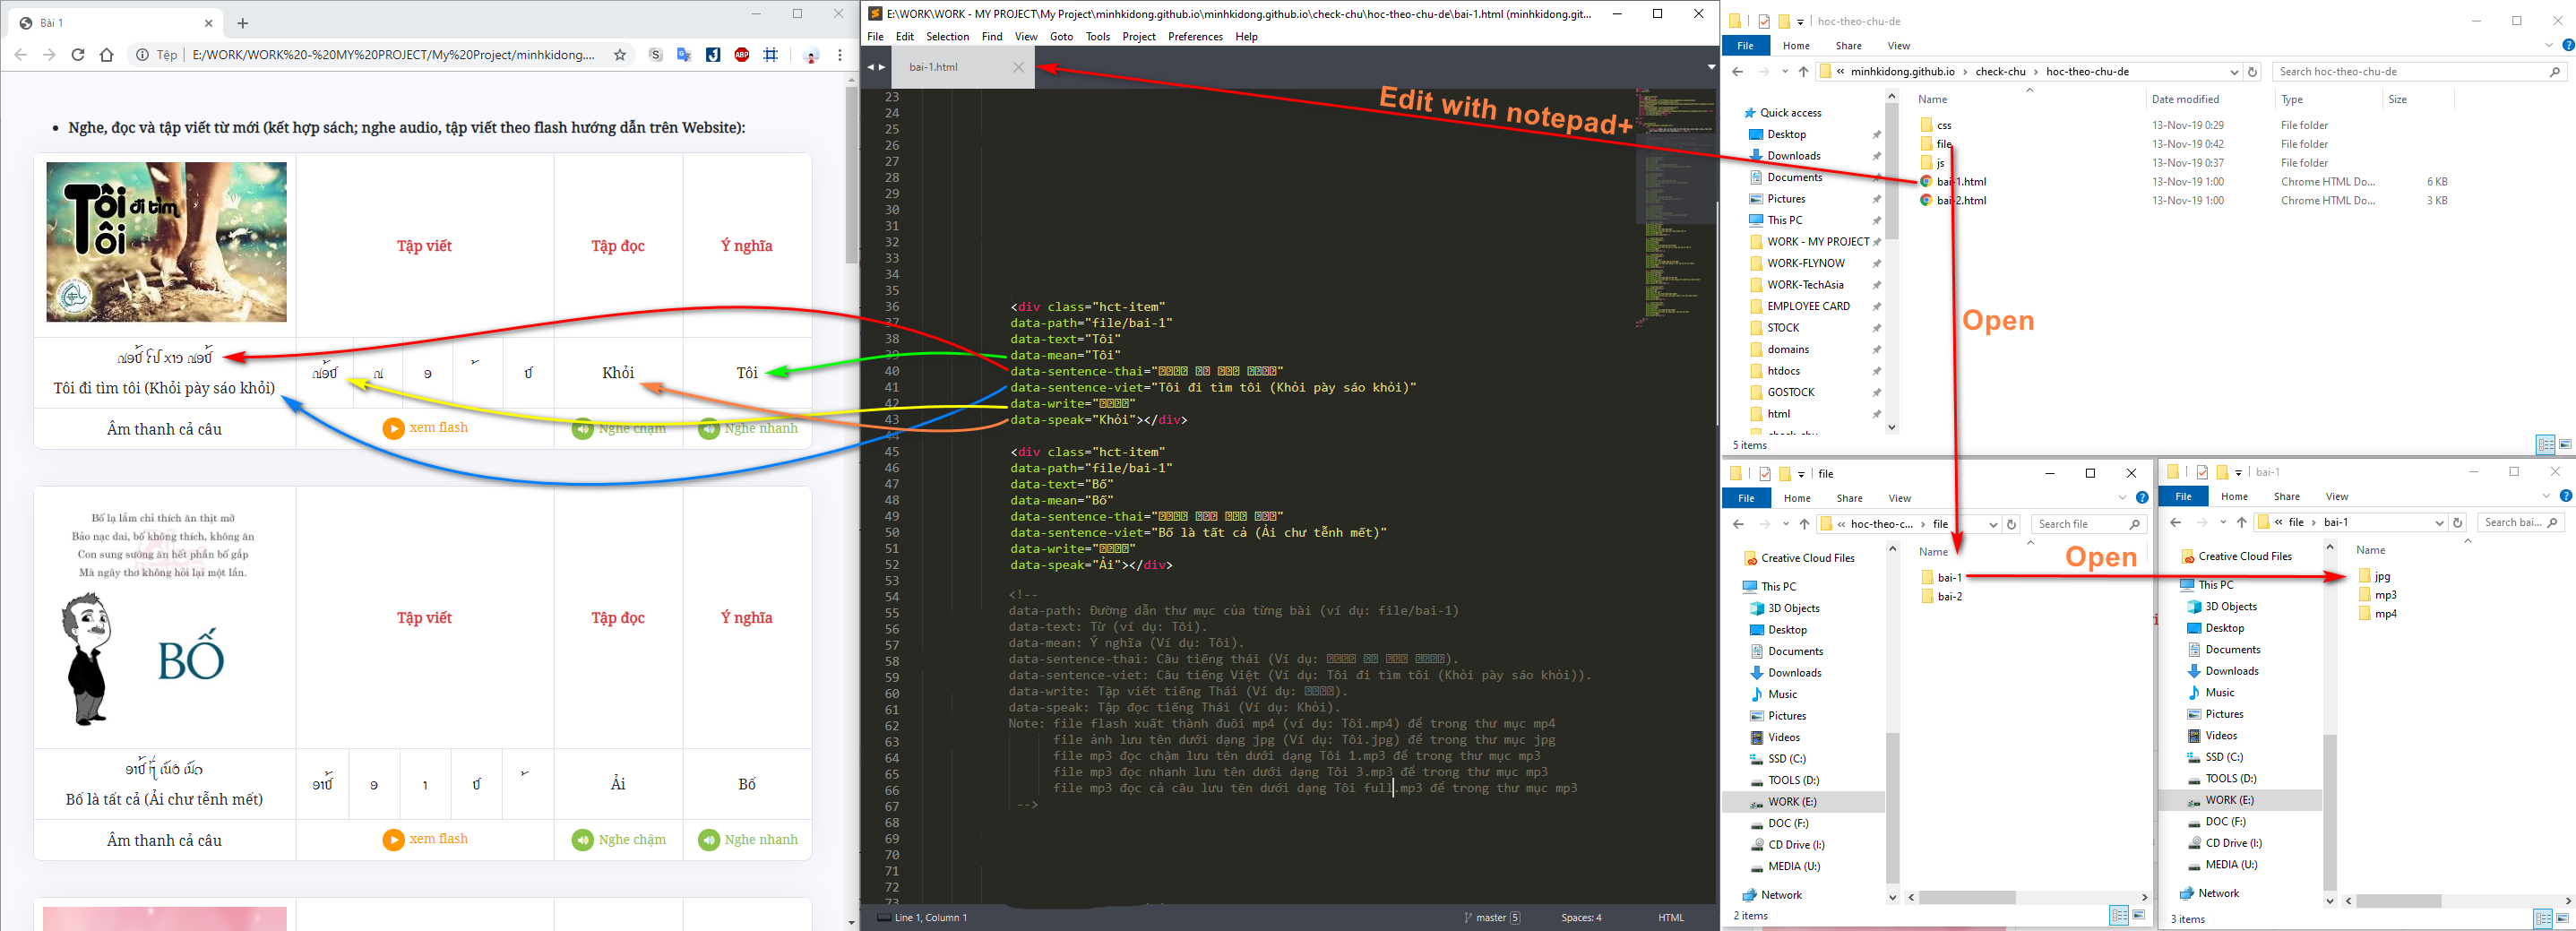 Bài 1
Tệp | E:/WORK/WORK%20-%20MY%20PROJECT/My%20Project/minhkidong....
Nghe, đọc và tập viết từ mới (kết hợp sách; nghe audio, tập viết theo flash hướng dẫn trên Website):
Tôi đi tìm
ôi
Tập viết
Tập đọc
Ý nghĩa
Tôi đi tìm tôi (Khỏi pày sáo khỏi)
Khỏi
Tôi
Âm thanh cả câu
xem flash
Nghe chậm
Nghe nhanh
Bố lạ lắm chỉ thích ăn thịt mỡ
Bảo nạc dai, bố không thích, không ăn
Con sung sướng ăn hết phần bố gắp
Mà ngây thơ không hỏi lại một lần.
BỐ
Tập viết
Tập đọc
Ý nghĩa
Bố là tất cả (Ải chư tễnh mết)
Ải
Bố
Âm thanh cả câu
xem flash
Nghe chậm
Nghe nhanh
E:\WORK\WORK - MY PROJECT\My Project\minhkidong.github.io\minhkidong.github.io\check-chu\hoc-theo-chu-de\bai-1.html (minhkidong.git...
File Edit Selection Find View Goto Tools Project Preferences Help
bai-1.html
Edit with notepad+
23
24
25
26
27
28
29
30
31
32
33
34
35
36 <div class="hct-item"
37 data-path="file/bai-1"
38 data-text="Tôi"
39 data-mean="Tôi"
40 data-sentence-thai="
41 data-sentence-viet="Tôi đi tìm tôi (Khỏi pày sáo khỏi)"
42 data-write="
43 data-speak="Khỏi"></div>
44
45 <div class="hct-item"
46 data-path="file/bai-1"
47 data-text="Bố"
48 data-mean="Bố"
49 data-sentence-thai="
50 data-sentence-viet="Bố là tất cả (Ải chư tễnh mết)"
51 data-write="
52 data-speak="Ải"></div>
53
54 <!--
55 data-path: Đường dẫn thư mục của từng bài (ví dụ: file/bai-1)
56 data-text: Từ (ví dụ: Tôi).
57 data-mean: Ý nghĩa (Ví dụ: Tôi).
58 data-sentence-thai: Câu tiếng thái (Ví dụ: ).
59 data-sentence-viet: Câu tiếng Việt (Ví dụ: Tôi đi tìm tôi (Khỏi pày sáo khỏi)).
60 data-write: Tập viết tiếng Thái (Ví dụ: ).
61 data-speak: Tập đọc tiếng Thái (Ví dụ: Khỏi).
62 Note: file flash xuất thành đuôi mp4 (ví dụ: Tôi.mp4) để trong thư mục mp4
63 file ảnh lưu tên dưới dạng jpg (Ví dụ: Tôi.jpg) để trong thư mục jpg
64 file mp3 đọc chậm lưu tên dưới dạng Tôi 1.mp3 để trong thư mục mp3
65 file mp3 đọc nhanh lưu tên dưới dạng Tôi 3.mp3 để trong thư mục mp3
66 file mp3 đọc cả câu lưu tên dưới dạng Tôi full.mp3 để trong thư mục mp3
67 -->
68
69
70
71
72
73
Line 1, Column 1
master 5
Spaces: 4
HTML
hoc-theo-chu-de
File Home Share View
« minhkidong.github.io > check-chu > hoc-theo-chu-de
Search hoc-theo-chu-de
Name Date modified Type Size
css 13-Nov-19 0:29 File folder
file 13-Nov-19 0:42 File folder
js 13-Nov-19 0:37 File folder
bai-1.html 13-Nov-19 1:00 Chrome HTML Do... 6 KB
bai-2.html 13-Nov-19 1:00 Chrome HTML Do... 3 KB
Quick access
Desktop
Downloads
Documents
Pictures
This PC
WORK - MY PROJECT
WORK-FLYNOW
WORK-TechAsia
EMPLOYEE CARD
STOCK
domains
htdocs
GOSTOCK
html
check-chu
5 items
Open
file
File Home Share View
« hoc-theo-c... > file
Search file
Name
bai-1
bai-2
Creative Cloud Files
This PC
3D Objects
Desktop
Documents
Downloads
Music
Pictures
Videos
SSD (C:)
TOOLS (D:)
WORK (E:)
DOC (F:)
CD Drive (I:)
MEDIA (U:)
Network
2 items
Open
bai-1
File Home Share View
« file > bai-1
Search bai...
Name
jpg
mp3
mp4
Creative Cloud Files
This PC
3D Objects
Desktop
Documents
Downloads
Music
Pictures
Videos
SSD (C:)
TOOLS (D:)
WORK (E:)
DOC (F:)
CD Drive (I:)
MEDIA (U:)
Network
3 items